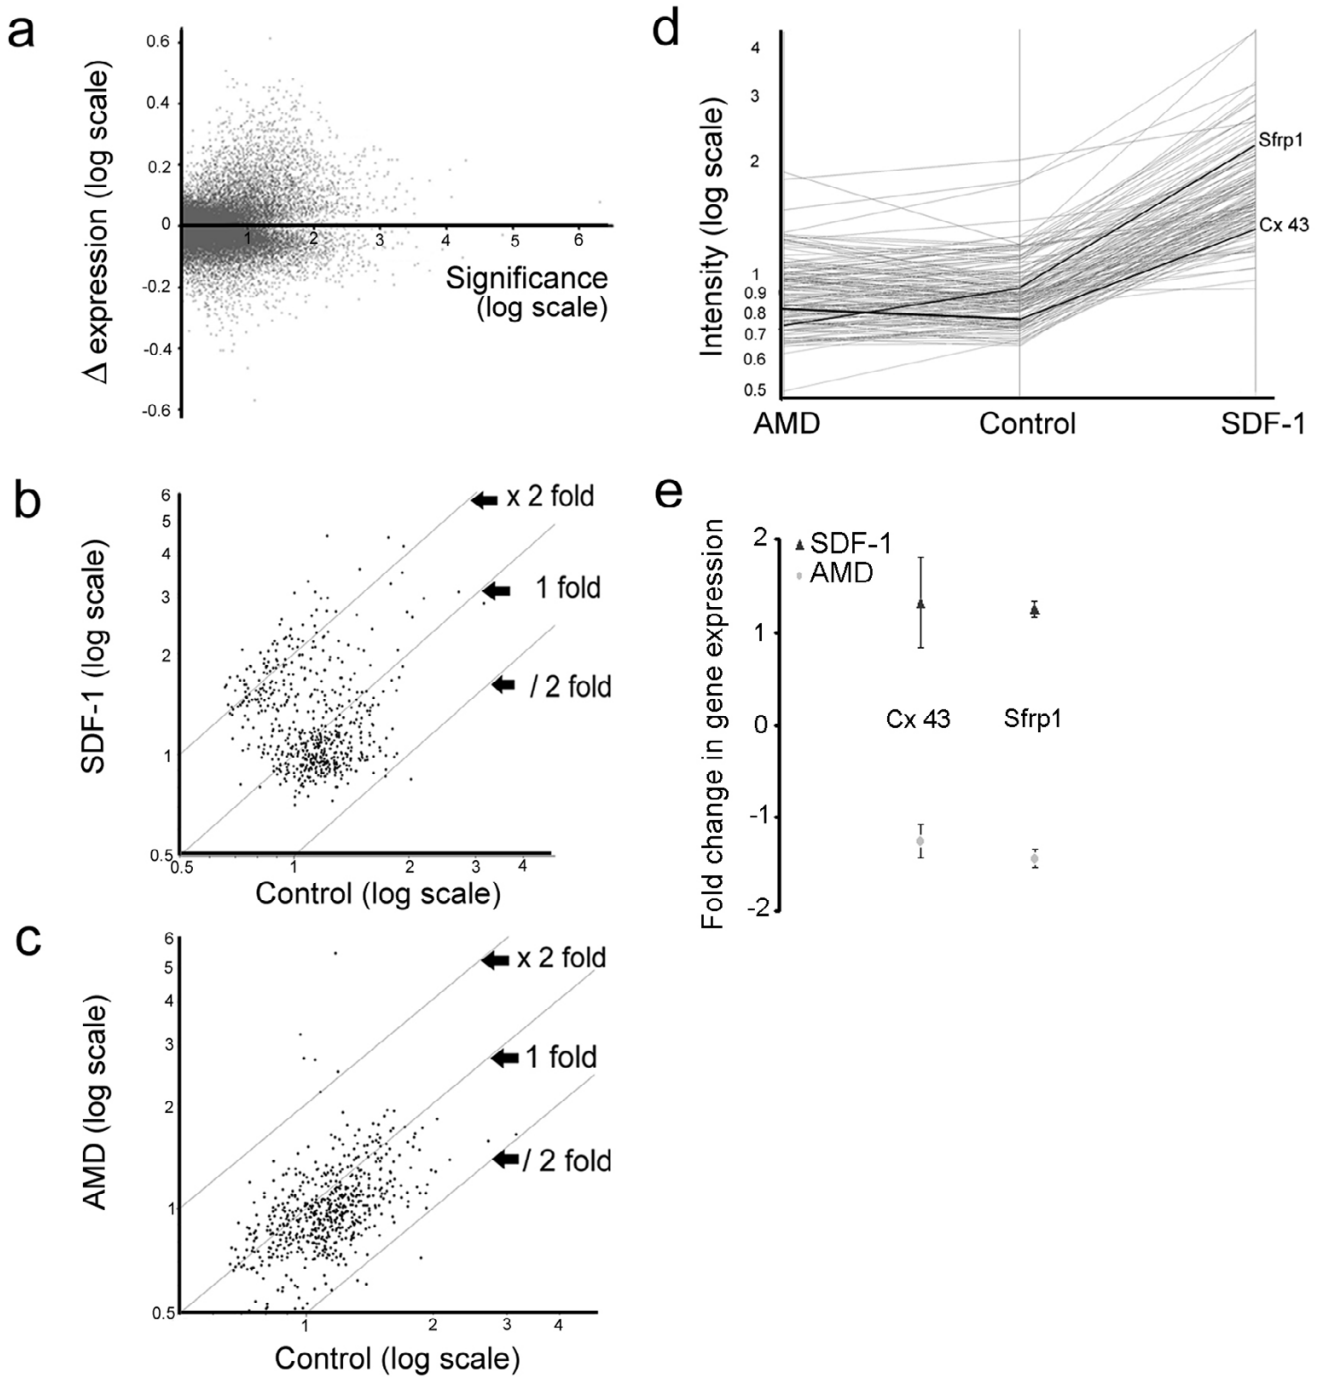 a
Δ expression (log scale)
0.6
0.4
0.2
0
-0.2
-0.4
-0.6
1 2 3 4 5 6
Significance
(log scale)
b
SDF-1 (log scale)
6
5
4
3
2
1
0.5
0.5 1 2 3 4
Control (log scale)
x 2 fold
1 fold
/ 2 fold
c
AMD (log scale)
6
5
4
3
2
1
0.5
1 2 3 4
Control (log scale)
x 2 fold
1 fold
/ 2 fold
d
Intensity (log scale)
4
3
2
1
0.9
0.8
0.7
0.6
0.5
Sfrp1
Cx 43
AMD Control SDF-1
e
Fold change in gene expression
2
1
0
-1
-2
SDF-1
AMD
Cx 43 Sfrp1